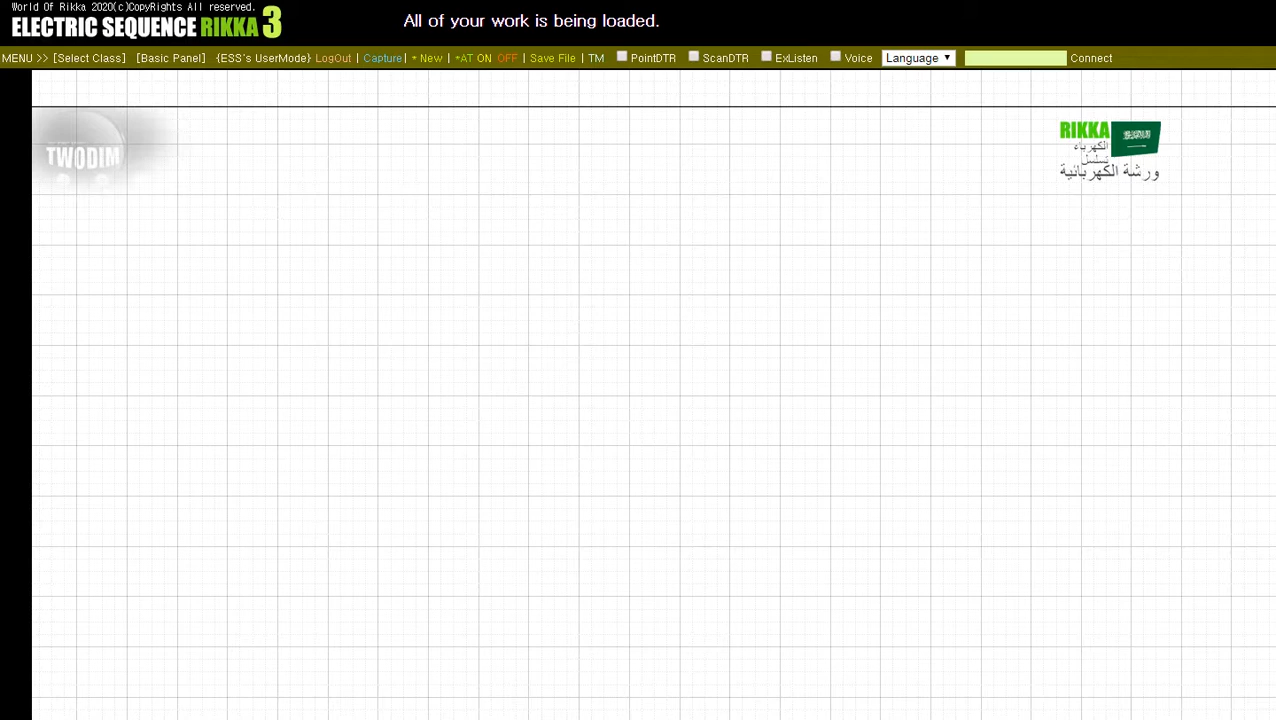 World Of Rikka 2020(c)CopyRights All reserved.
ELECTRIC SEQUENCE RIKKA 3
All of your work is being loaded.
MENU >> [Select Class] [Basic Panel] {ESS's UserMode} LogOut | Capture | * New | *AT ON OFF | Save File | TM PointDTR ScanDTR ExListen Voice Language ▼ Connect
TWODIM
RIKKA
الكهرباء
تسلسل
ورشة الكهربائية